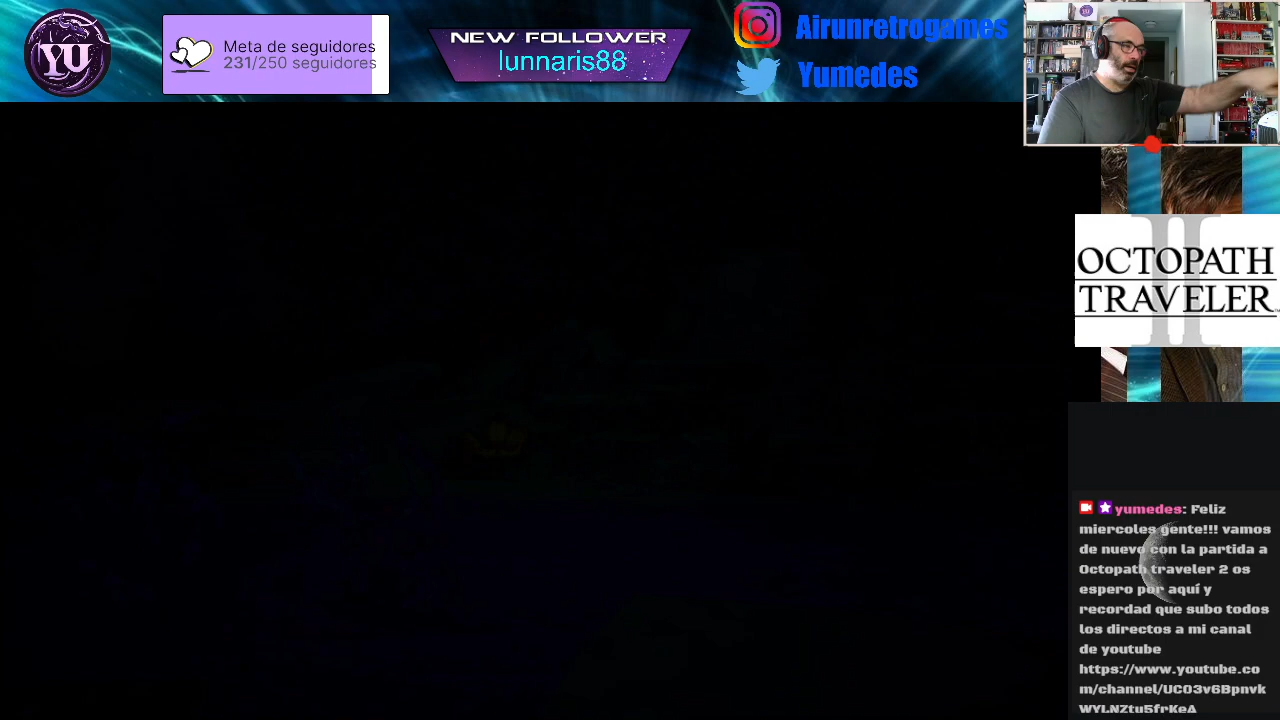 YU
Meta de seguidores
231/250 seguidores
NEW FOLLOWER
lunnaris88
Airunretrogames
Yumedes
OCTOPATH
TRAVELER
II
yumedes: Feliz
miercoles gente!!! vamos
de nuevo con la partida a
Octopath traveler 2 os
espero por aquí y
recordad que subo todos
los directos a mi canal
de youtube
https://www.youtube.co
m/channel/UC03v6Bpnvk
WYLNZtu5frKeA